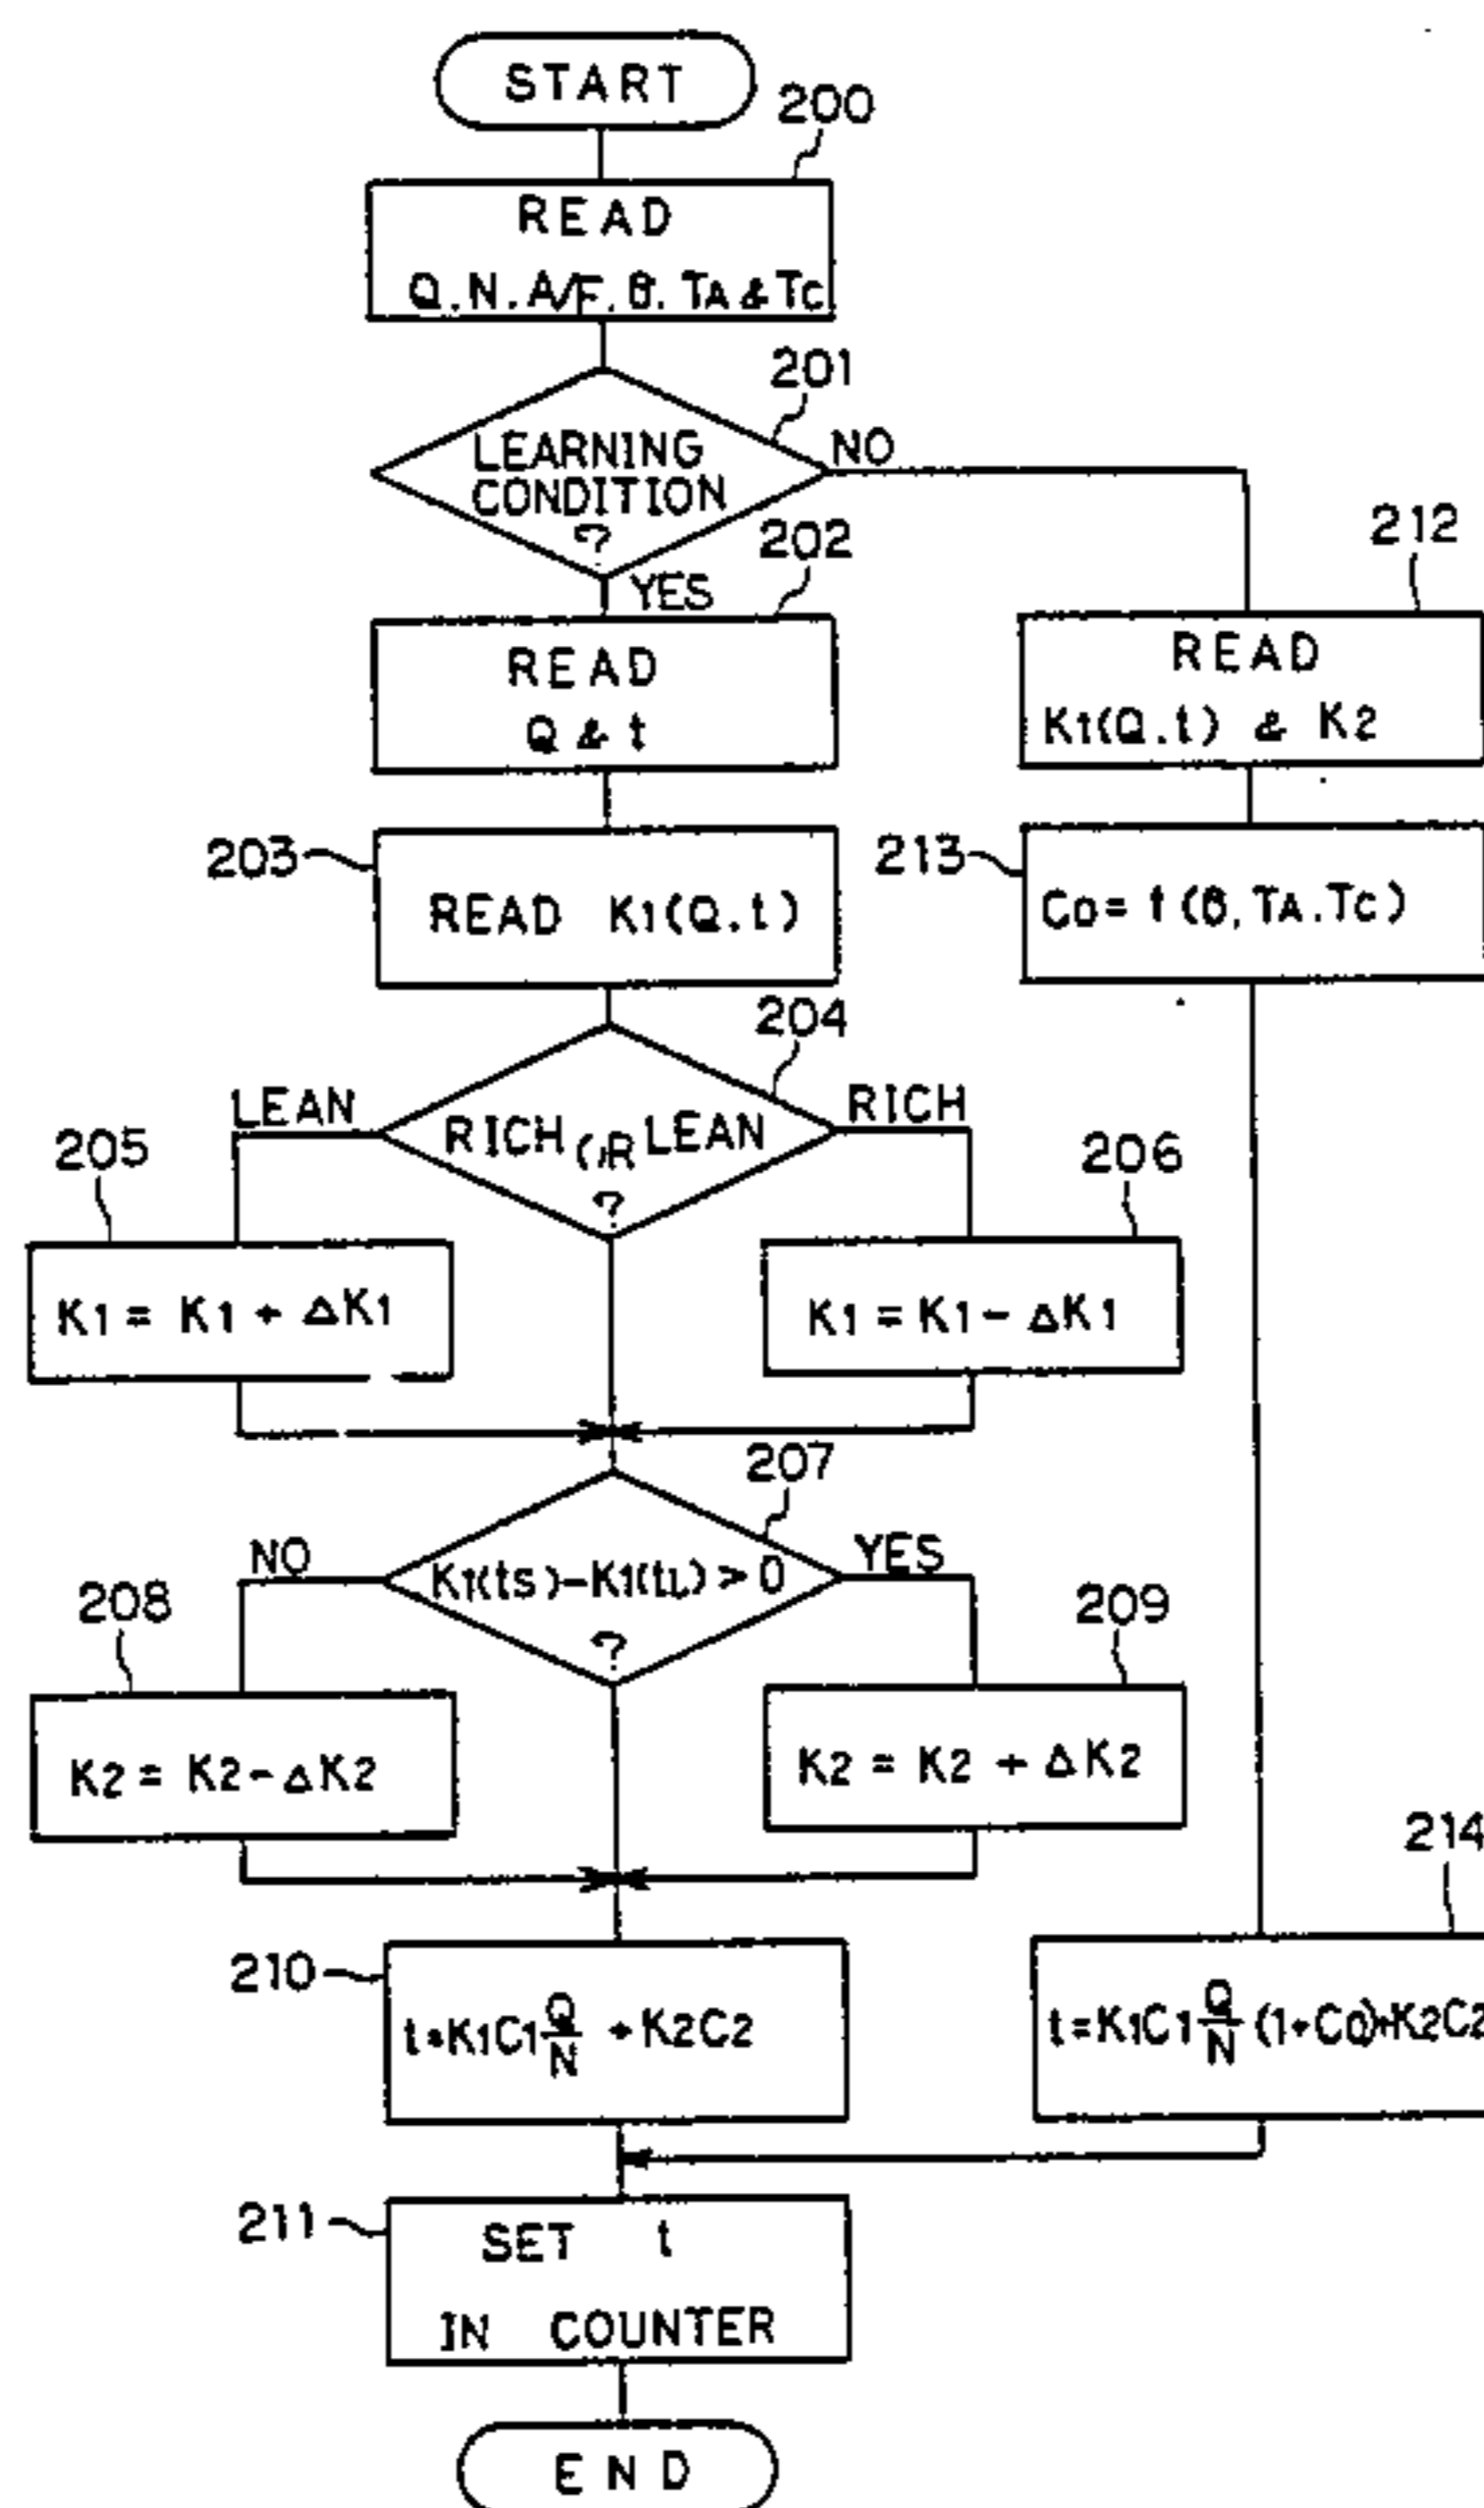 START
200
READ
Q. N. A/F. θ. TA & TC
201
LEARNING
CONDITION
?
NO
YES
202
READ
Q & t
212
READ
K1(Q.t) & K2
203
READ K1(Q.t)
213
C0= f (θ, TA. TC)
204
LEAN
RICH OR LEAN
?
RICH
205
K1 = K1 + ΔK1
206
K1 = K1 - ΔK1
207
NO
K1(ts)-K1(tL)>0
?
YES
208
K2 = K2 - ΔK2
209
K2 = K2 + ΔK2
210
t=K1C1 Q/N + K2C2
214
t=K1C1 Q/N (1+C0)+K2C2
211
SET t
IN COUNTER
END